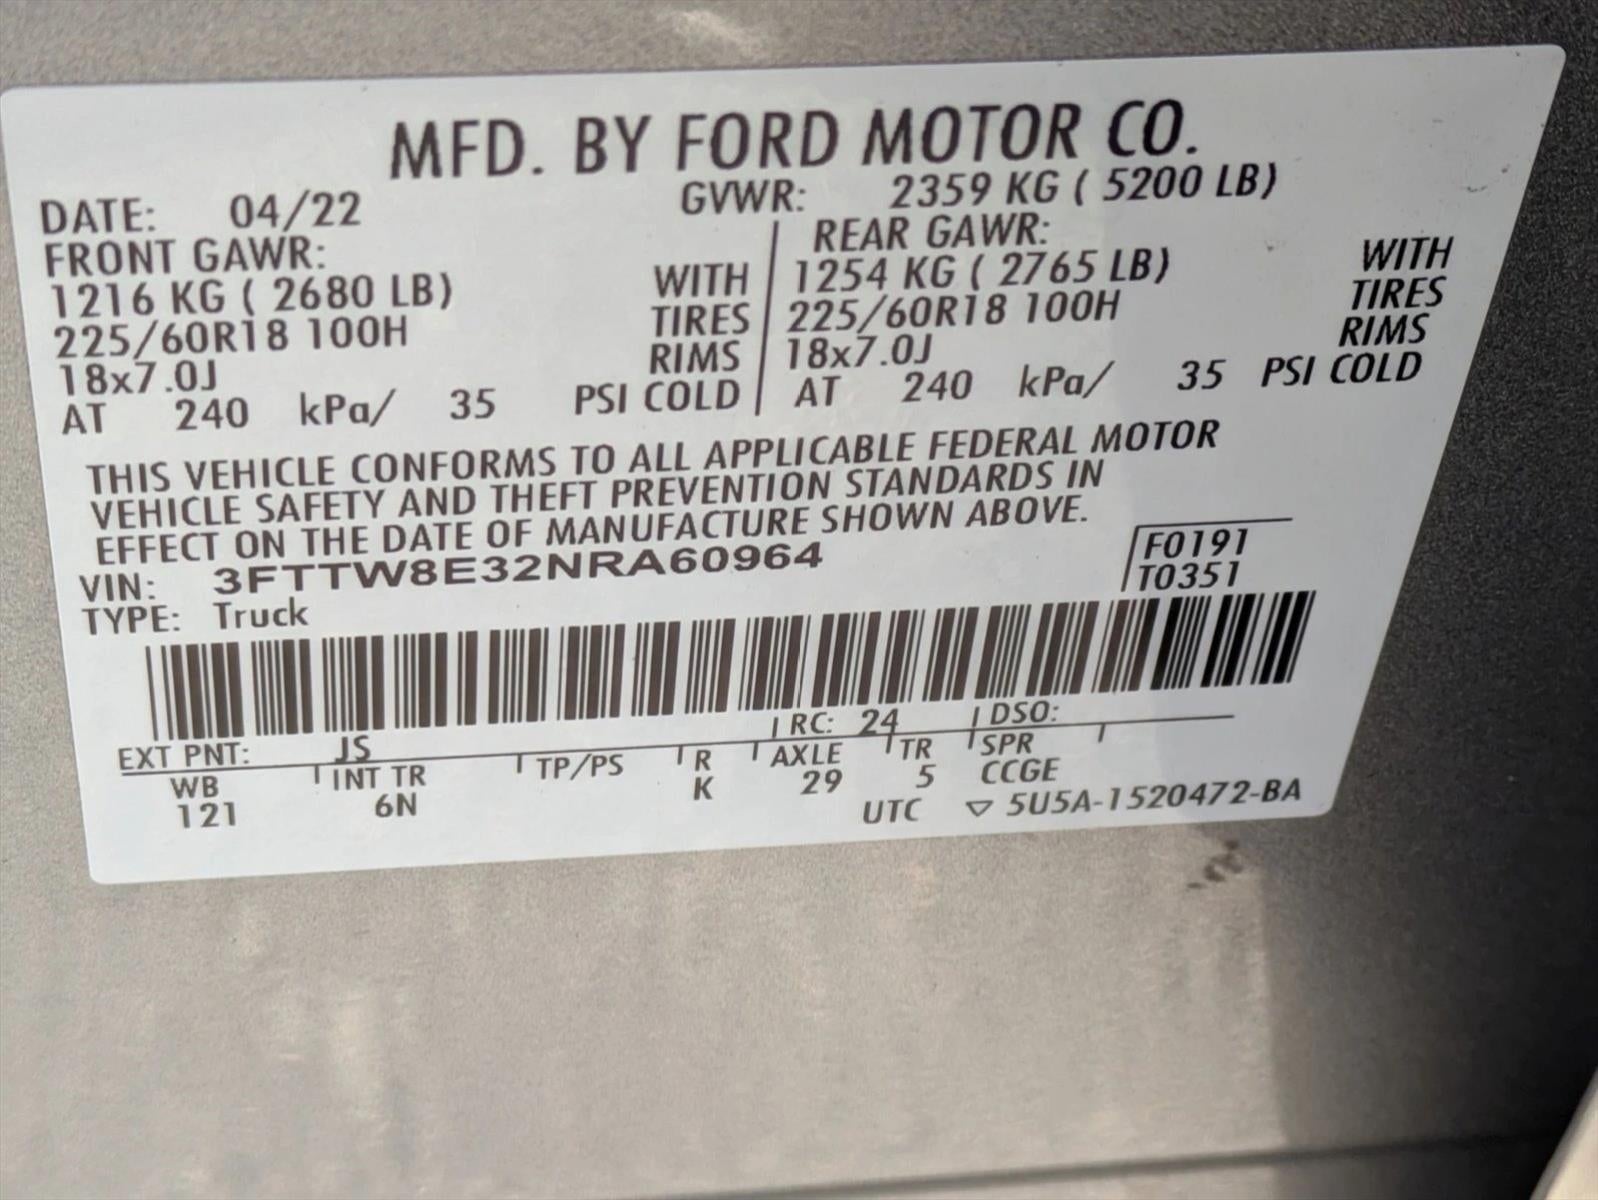 MFD. BY FORD MOTOR CO.
DATE: 04/22 GVWR: 2359 KG ( 5200 LB)
FRONT GAWR: REAR GAWR:
1216 KG ( 2680 LB) WITH 1254 KG ( 2765 LB) WITH
225/60R18 100H TIRES 225/60R18 100H TIRES
18x7.0J RIMS 18x7.0J RIMS
AT 240 kPa/ 35 PSI COLD AT 240 kPa/ 35 PSI COLD
THIS VEHICLE CONFORMS TO ALL APPLICABLE FEDERAL MOTOR
VEHICLE SAFETY AND THEFT PREVENTION STANDARDS IN
EFFECT ON THE DATE OF MANUFACTURE SHOWN ABOVE.
VIN: 3FTTW8E32NRA60964 F0191
TYPE: Truck T0351
EXT PNT: JS RC: 24 DSO:
WB INT TR TP/PS R AXLE TR SPR
121 6N K 29 5 CCGE
UTC ▽ 5U5A-1520472-BA